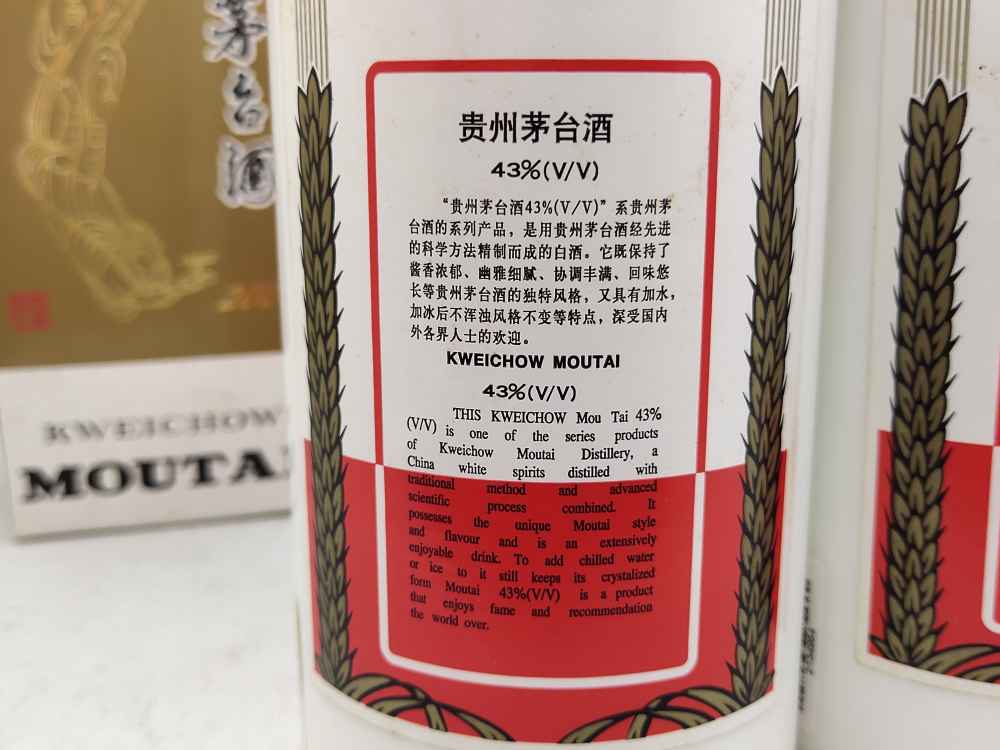 茅台酒
KWEICHOW
MOUTA
贵州茅台酒
43%(V/V)
“贵州茅台酒43%(V/V)”系贵州茅
台酒的系列产品，是用贵州茅台酒经先进
的科学方法精制而成的白酒。它既保持了
酱香浓郁、幽雅细腻、协调丰满、回味悠
长等贵州茅台酒的独特风格，又具有加水，
加冰后不浑浊风格不变等特点，深受国内
外各界人士的欢迎。
KWEICHOW MOUTAI
43%(V/V)
THIS KWEICHOW Mou Tai 43%
(V/V) is one of the series products
of Kweichow Moutai Distillery, a
China white spirits distilled with
traditional method and advanced
scientific process combined. It
possesses the unique Moutai style
and flavour and is an extensively
enjoyable drink. To add chilled water
or ice to it still keeps its crystalized
form Moutai 43%(V/V) is a product
that enjoys fame and recommendation
the world over.